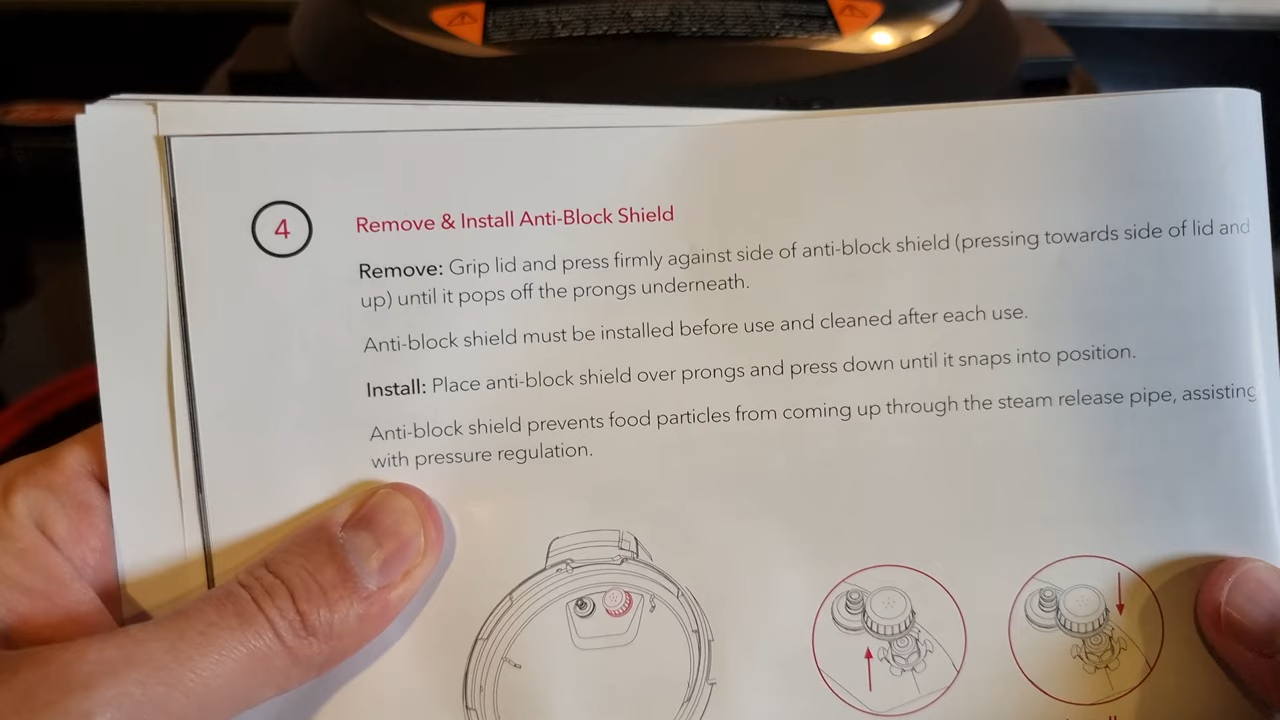 4
Remove & Install Anti-Block Shield
Remove: Grip lid and press firmly against side of anti-block shield (pressing towards side of lid and
up) until it pops off the prongs underneath.
Anti-block shield must be installed before use and cleaned after each use.
Install: Place anti-block shield over prongs and press down until it snaps into position.
Anti-block shield prevents food particles from coming up through the steam release pipe, assisting
with pressure regulation.